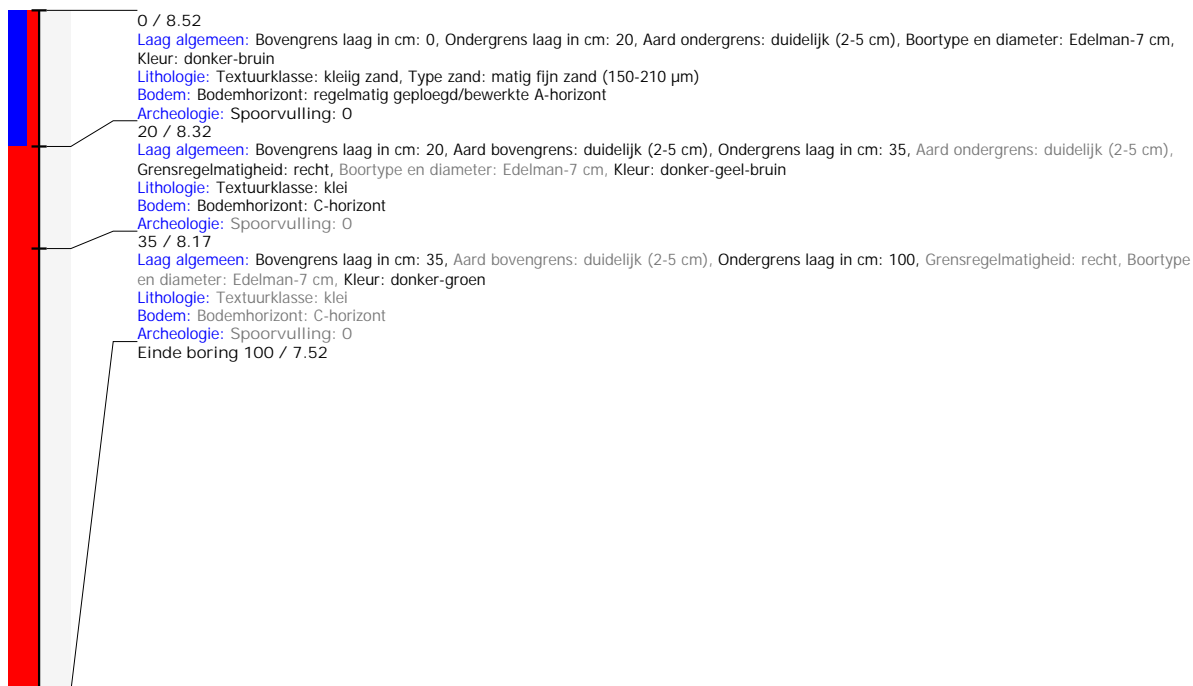 0 / 8.52
Laag algemeen: Bovengrens laag in cm: 0, Ondergrens laag in cm: 20, Aard ondergrens: duidelijk (2-5 cm), Boortype en diameter: Edelman-7 cm,
Kleur: donker-bruin
Lithologie: Textuurklasse: kleiig zand, Type zand: matig fijn zand (150-210 µm)
Bodem: Bodemhorizont: regelmatig geploegd/bewerkte A-horizont
Archeologie: Spoorvulling: 0
20 / 8.32
Laag algemeen: Bovengrens laag in cm: 20, Aard bovengrens: duidelijk (2-5 cm), Ondergrens laag in cm: 35, Aard ondergrens: duidelijk (2-5 cm),
Grensregelmatigheid: recht, Boortype en diameter: Edelman-7 cm, Kleur: donker-geel-bruin
Lithologie: Textuurklasse: klei
Bodem: Bodemhorizont: C-horizont
Archeologie: Spoorvulling: 0
35 / 8.17
Laag algemeen: Bovengrens laag in cm: 35, Aard bovengrens: duidelijk (2-5 cm), Ondergrens laag in cm: 100, Grensregelmatigheid: recht, Boortype
en diameter: Edelman-7 cm, Kleur: donker-groen
Lithologie: Textuurklasse: klei
Bodem: Bodemhorizont: C-horizont
Archeologie: Spoorvulling: 0
Einde boring 100 / 7.52